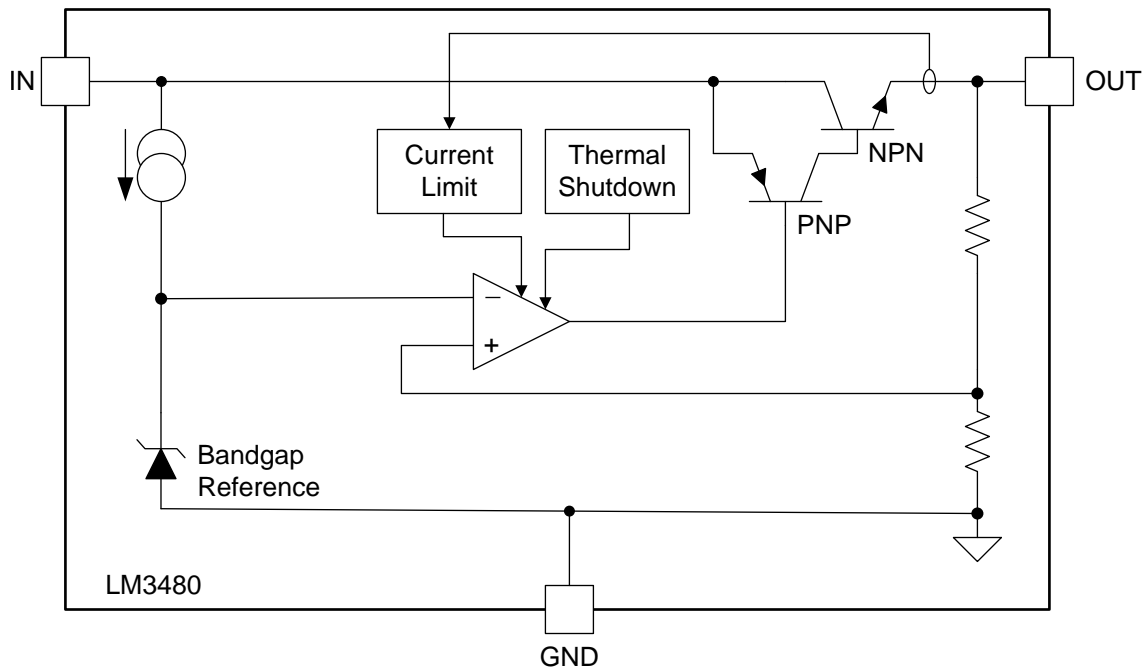 IN
OUT
Current
Limit
Thermal
Shutdown
NPN
PNP
−
+
Bandgap
Reference
LM3480
GND